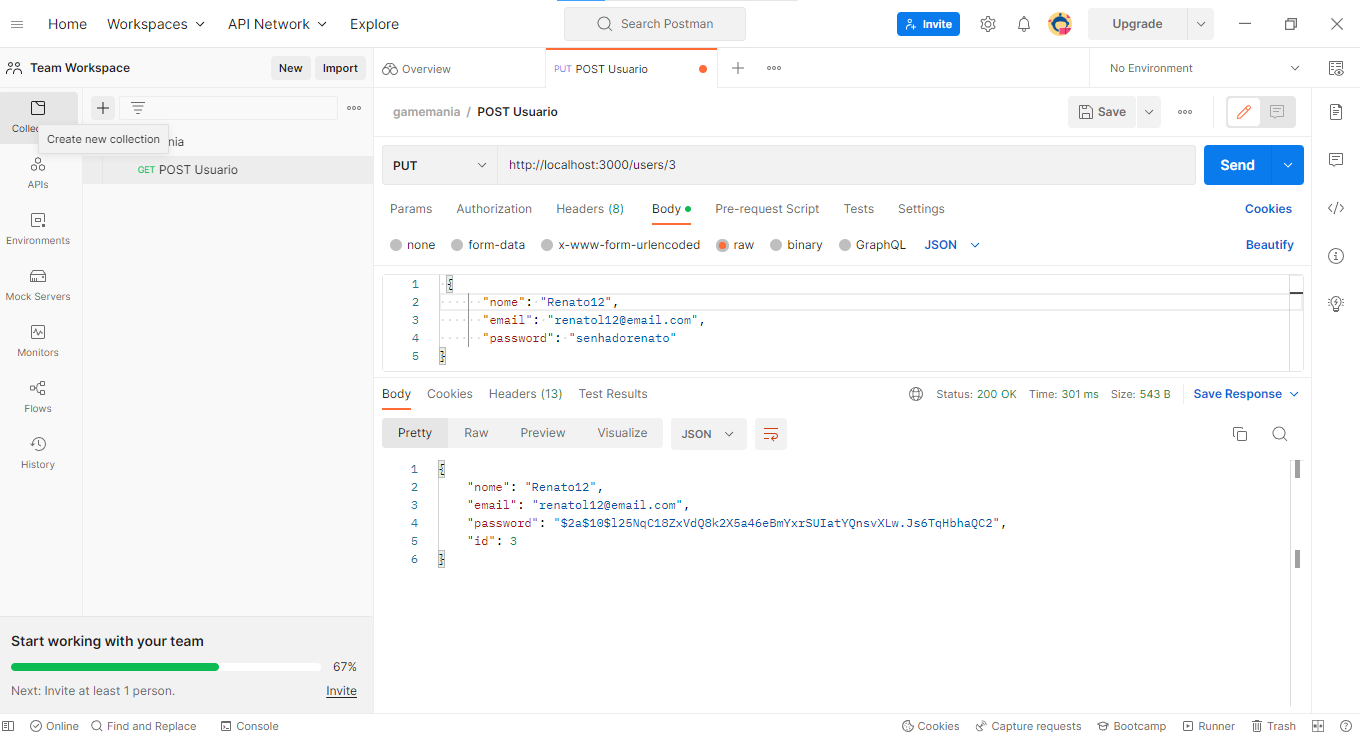 Home Workspaces API Network Explore Search Postman Invite Upgrade
Team Workspace New Import Overview PUT POST Usuario No Environment
gamemania / POST Usuario Save
Create new collection
nia
GET POST Usuario
APIs
Environments
Mock Servers
Monitors
Flows
History
PUT http://localhost:3000/users/3 Send
Params Authorization Headers (8) Body Pre-request Script Tests Settings Cookies
none form-data x-www-form-urlencoded raw binary GraphQL JSON Beautify
1 {
2 "nome": "Renato12",
3 "email": "renatol12@email.com",
4 "password": "senhadorenato"
5 }
Body Cookies Headers (13) Test Results Status: 200 OK Time: 301 ms Size: 543 B Save Response
Pretty Raw Preview Visualize JSON
1 {
2 "nome": "Renato12",
3 "email": "renatol12@email.com",
4 "password": "$2a$10$l25NqC18ZxVdQ8k2X5a46eBmYxrSUIatYQnsvXLw.Js6TqHbhaQC2",
5 "id": 3
6 }
Start working with your team
67%
Next: Invite at least 1 person. Invite
Online Find and Replace Console Cookies Capture requests Bootcamp Runner Trash